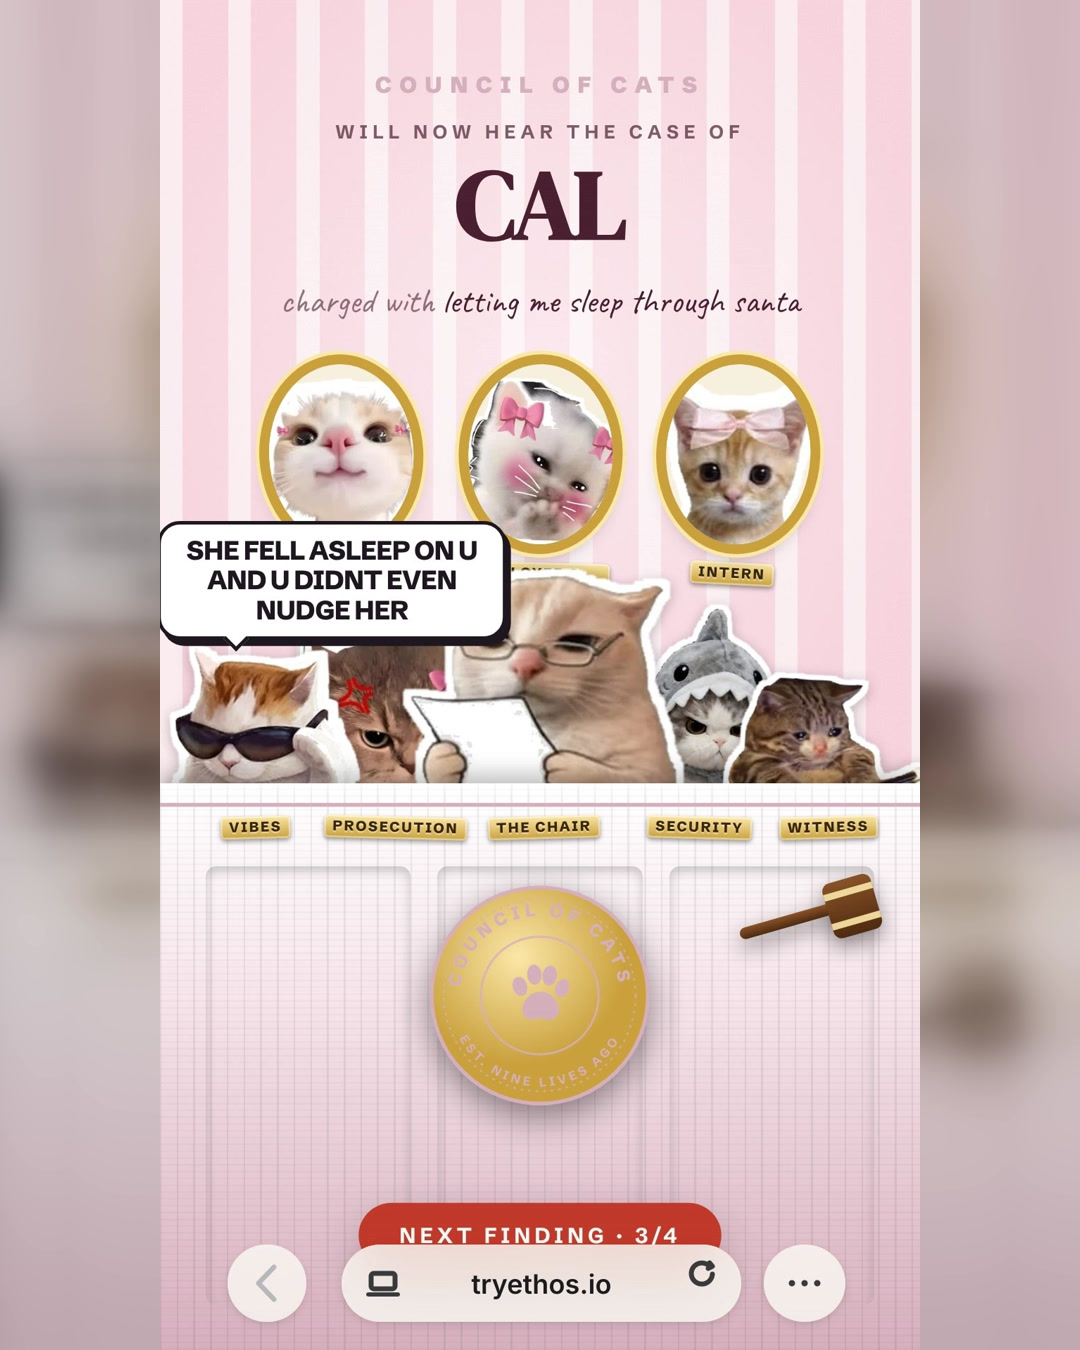 COUNCIL OF CATS
WILL NOW HEAR THE CASE OF
CAL
charged with letting me sleep through santa
SHE FELL ASLEEP ON U
AND U DIDNT EVEN
NUDGE HER
INTERN
VIBES
PROSECUTION
THE CHAIR
SECURITY
WITNESS
COUNCIL OF CATS
EST. NINE LIVES AGO
NEXT FINDING · 3/4
tryethos.io